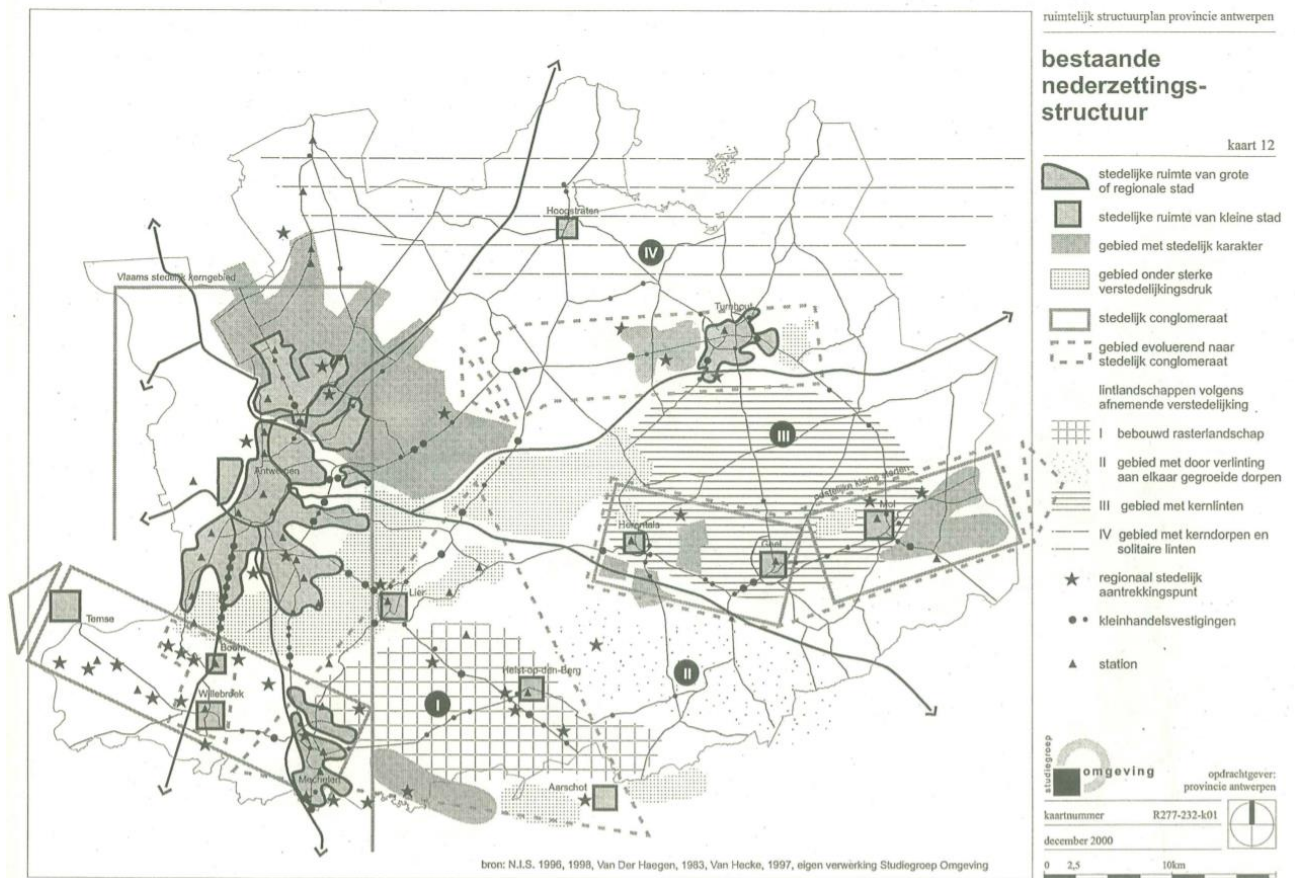 ruimtelijk structuurplan provincie antwerpen
bestaande
nederzettings-
structuur
kaart 12
stedelijke ruimte van grote
of regionale stad
stedelijke ruimte van kleine stad
gebied met stedelijk karakter
gebied onder sterke
verstedelijkingsdruk
stedelijk conglomeraat
gebied evoluerend naar
stedelijk conglomeraat
lintlandschappen volgens
afnemende verstedelijking
I bebouwd rasterlandschap
II gebied met door verlinting
aan elkaar gegroeide dorpen
III gebied met kernlinten
IV gebied met kerndorpen en
solitaire linten
regionaal stedelijk
aantrekkingspunt
kleinhandelsvestigingen
station
studiegroep
omgeving
opdrachtgever:
provincie antwerpen
kaartnummer R277-232-k01
december 2000
0 2,5 10km
Hoogstraten
IV
Vlaams stedelijk kerngebied
Turnhout
III
Antwerpen
oostelijke kleine steden
Mol
Herentals
Geel
Lier
Temse
Boom
Heist-op-den-Berg
II
Willebroek
I
Mechelen
Aarschot
bron: N.I.S. 1996, 1998, Van Der Haegen, 1983, Van Hecke, 1997, eigen verwerking Studiegroep Omgeving